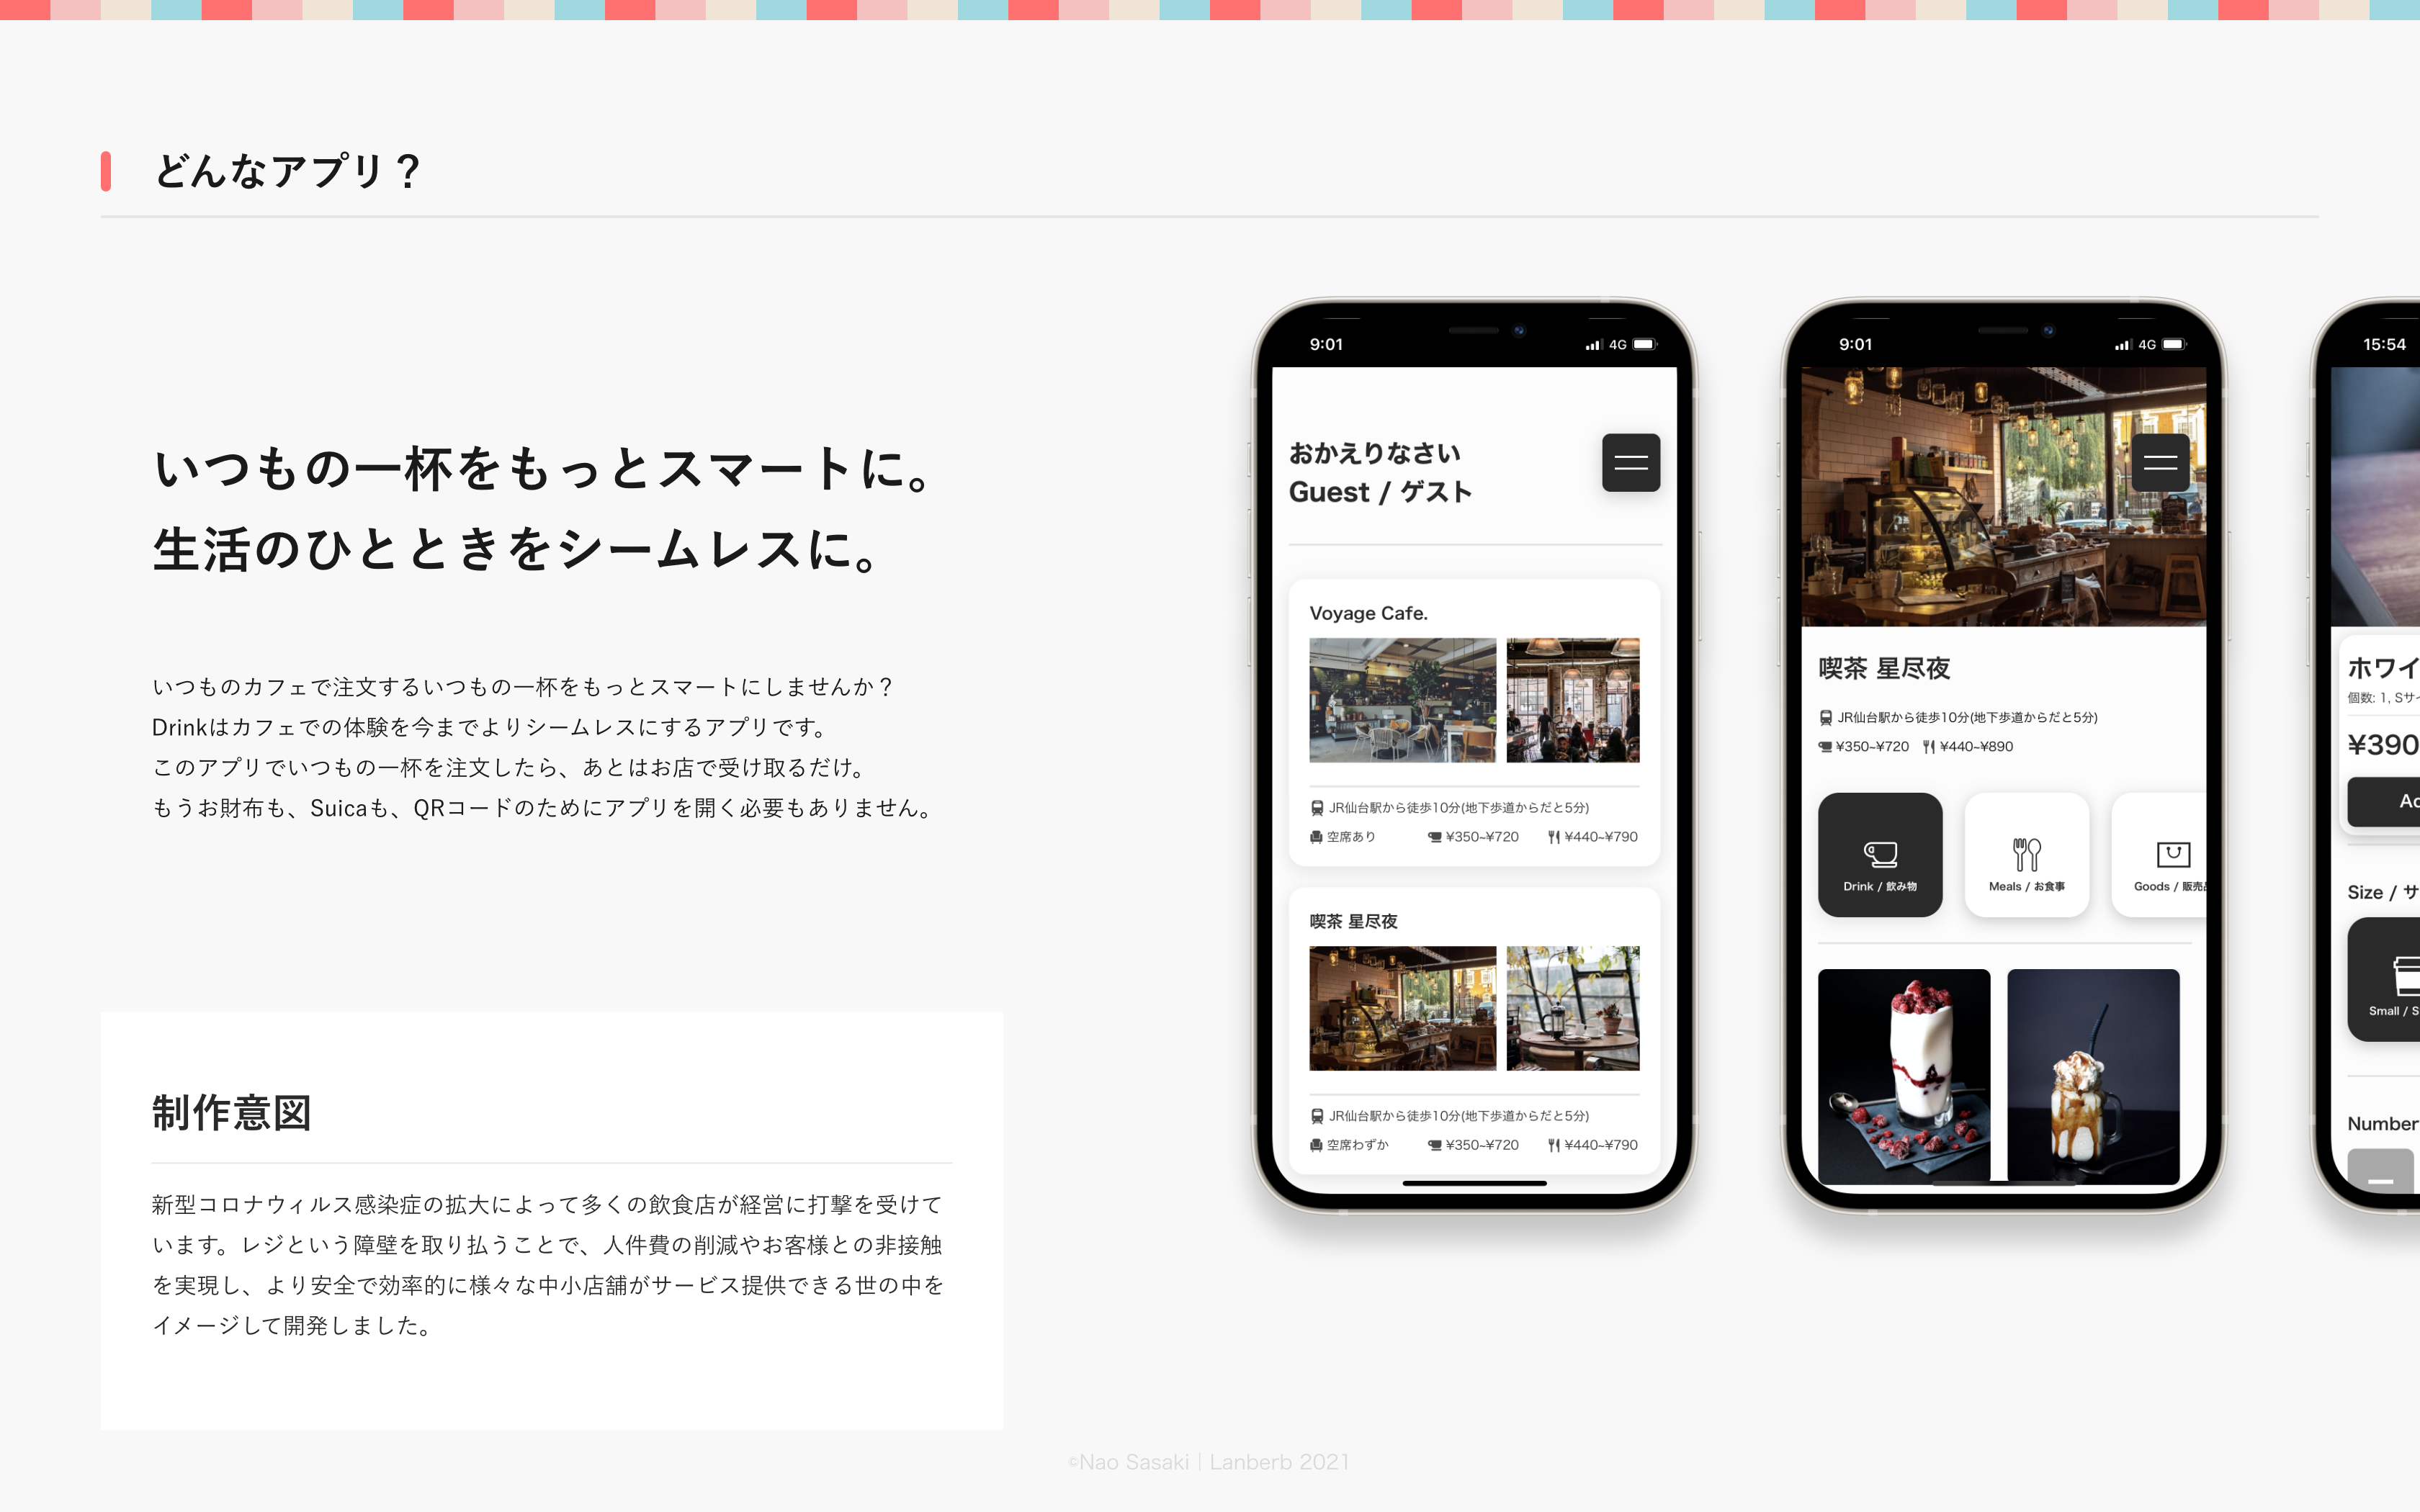 どんなアプリ？
いつもの一杯をもっとスマートに。
生活のひとときをシームレスに。
いつものカフェで注文するいつもの一杯をもっとスマートにしませんか？
Drinkはカフェでの体験を今までよりシームレスにするアプリです。
このアプリでいつもの一杯を注文したら、あとはお店で受け取るだけ。
もうお財布も、Suicaも、QRコードのためにアプリを開く必要もありません。
制作意図
新型コロナウィルス感染症の拡大によって多くの飲食店が経営に打撃を受けて
います。レジという障壁を取り払うことで、人件費の削減やお客様との非接触
を実現し、より安全で効率的に様々な中小店舗がサービス提供できる世の中を
イメージして開発しました。
9:01 4G
おかえりなさい
Guest / ゲスト
Voyage Cafe.
JR仙台駅から徒歩10分(地下歩道からだと5分)
空席あり ¥350~¥720 ¥440~¥790
喫茶 星尽夜
JR仙台駅から徒歩10分(地下歩道からだと5分)
空席わずか ¥350~¥720 ¥440~¥790
9:01 4G
喫茶 星尽夜
JR仙台駅から徒歩10分(地下歩道からだと5分)
¥350~¥720 ¥440~¥890
Drink / 飲み物
Meals / お食事
Goods / 販売
15:54
ホワイ
個数: 1, Sサ
¥390
Size / サ
Small / S
Number
©Nao Sasaki | Lanberb 2021